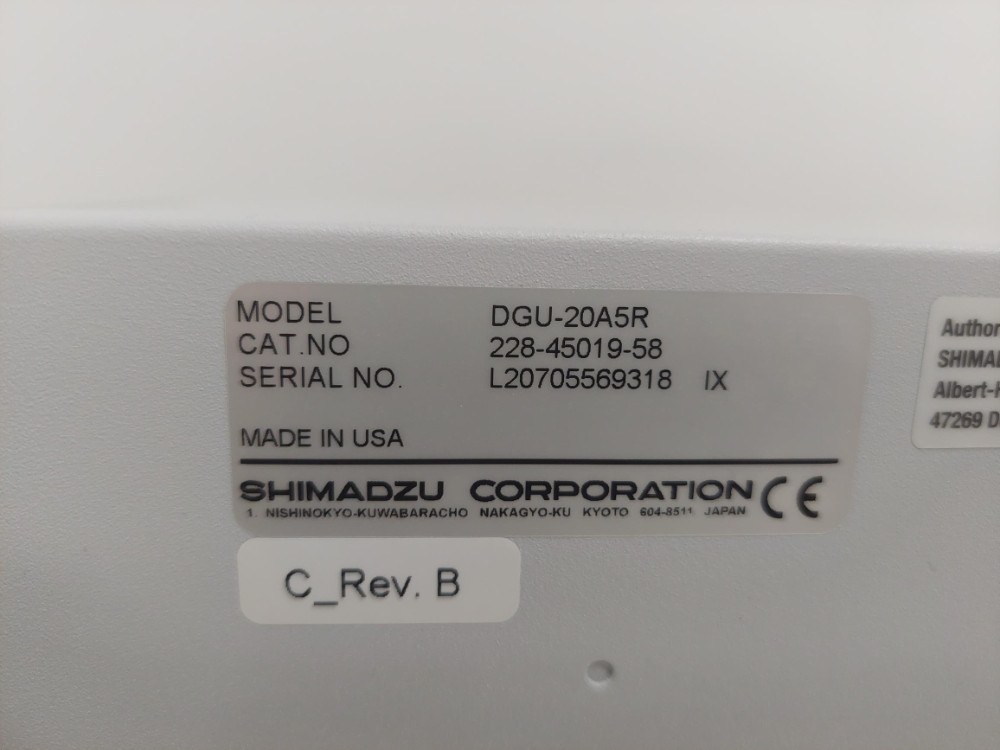 MODEL DGU-20A5R
CAT.NO 228-45019-58
SERIAL NO. L20705569318 IX
MADE IN USA
SHIMADZU CORPORATION CE
1. NISHINOKYO-KUWABARACHO NAKAGYO-KU KYOTO 604-8511 JAPAN
C_Rev. B
47269